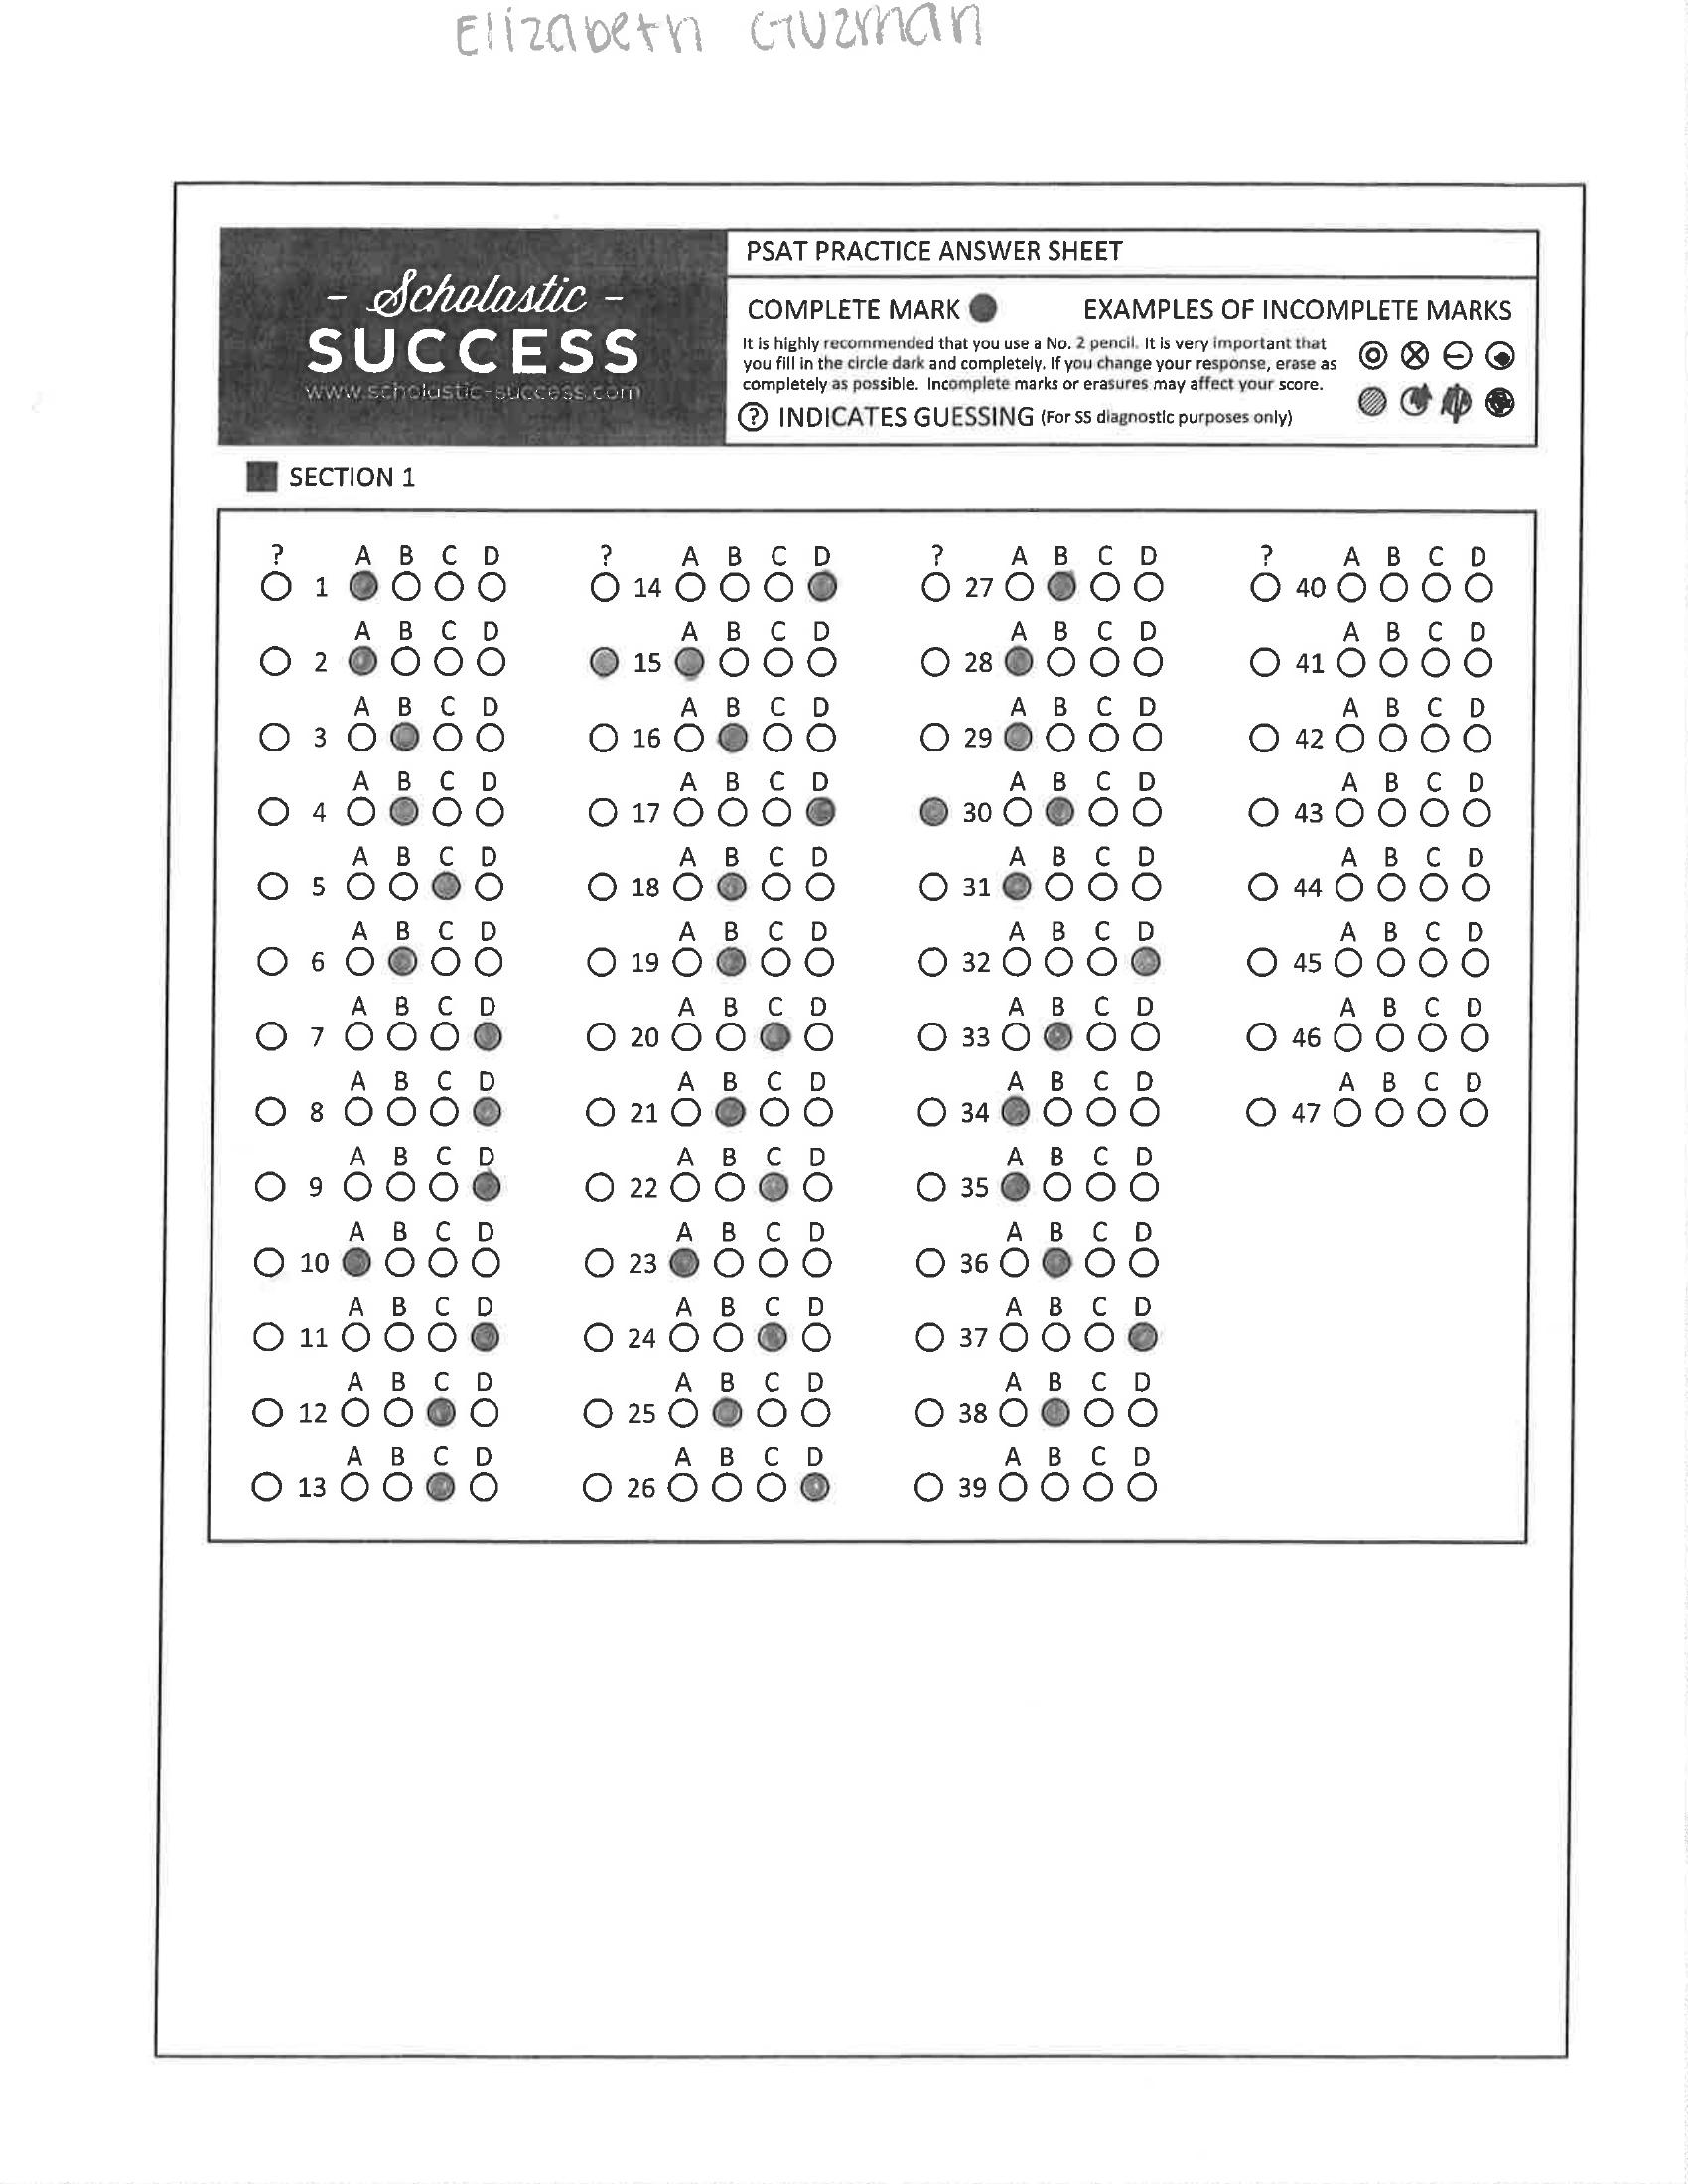 Elizabeth Guzman
- Scholastic -
SUCCESS
www.scholastic-success.com
PSAT PRACTICE ANSWER SHEET
COMPLETE MARK EXAMPLES OF INCOMPLETE MARKS
It is highly recommended that you use a No. 2 pencil. It is very important that
you fill in the circle dark and completely. If you change your response, erase as
completely as possible. Incomplete marks or erasures may affect your score.
? INDICATES GUESSING (For SS diagnostic purposes only)
SECTION 1
? A B C D ? A B C D ? A B C D ? A B C D
1 14 27 40
A B C D A B C D A B C D A B C D
2 15 28 41
A B C D A B C D A B C D A B C D
3 16 29 42
A B C D A B C D A B C D A B C D
4 17 30 43
A B C D A B C D A B C D A B C D
5 18 31 44
A B C D A B C D A B C D A B C D
6 19 32 45
A B C D A B C D A B C D A B C D
7 20 33 46
A B C D A B C D A B C D A B C D
8 21 34 47
A B C D A B C D A B C D
9 22 35
A B C D A B C D A B C D
10 23 36
A B C D A B C D A B C D
11 24 37
A B C D A B C D A B C D
12 25 38
A B C D A B C D A B C D
13 26 39